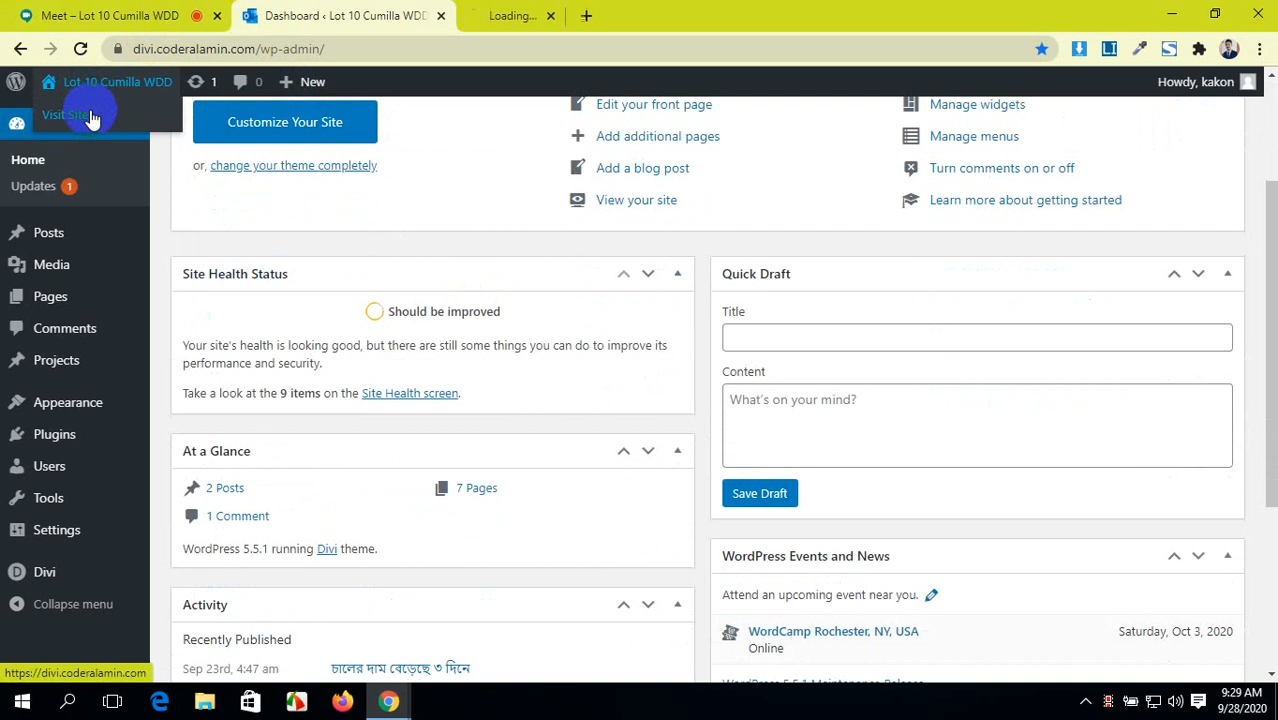 Meet – Lot 10 Cumilla WDD
Dashboard ‹ Lot 10 Cumilla WDD
Loading...
divi.coderalamin.com/wp-admin/
Lot 10 Cumilla WDD
1
0
New
Howdy, kakon
Visit Site
Home
Updates 1
Posts
Media
Pages
Comments
Projects
Appearance
Plugins
Users
Tools
Settings
Divi
Collapse menu
Customize Your Site
or, change your theme completely
Edit your front page
Add additional pages
Add a blog post
View your site
Manage widgets
Manage menus
Turn comments on or off
Learn more about getting started
Site Health Status
Should be improved
Your site's health is looking good, but there are still some things you can do to improve its
performance and security.
Take a look at the 9 items on the Site Health screen.
At a Glance
2 Posts
7 Pages
1 Comment
WordPress 5.5.1 running Divi theme.
Activity
Recently Published
Sep 23rd, 4:47 am
চালের দাম বেড়েছে ৩ দিনে
Quick Draft
Title
Content
What's on your mind?
Save Draft
WordPress Events and News
Attend an upcoming event near you.
WordCamp Rochester, NY, USA
Online
Saturday, Oct 3, 2020
WordPress 5.5.1 Maintenance Release
https://divi.coderalamin.com
9:29 AM
9/28/2020